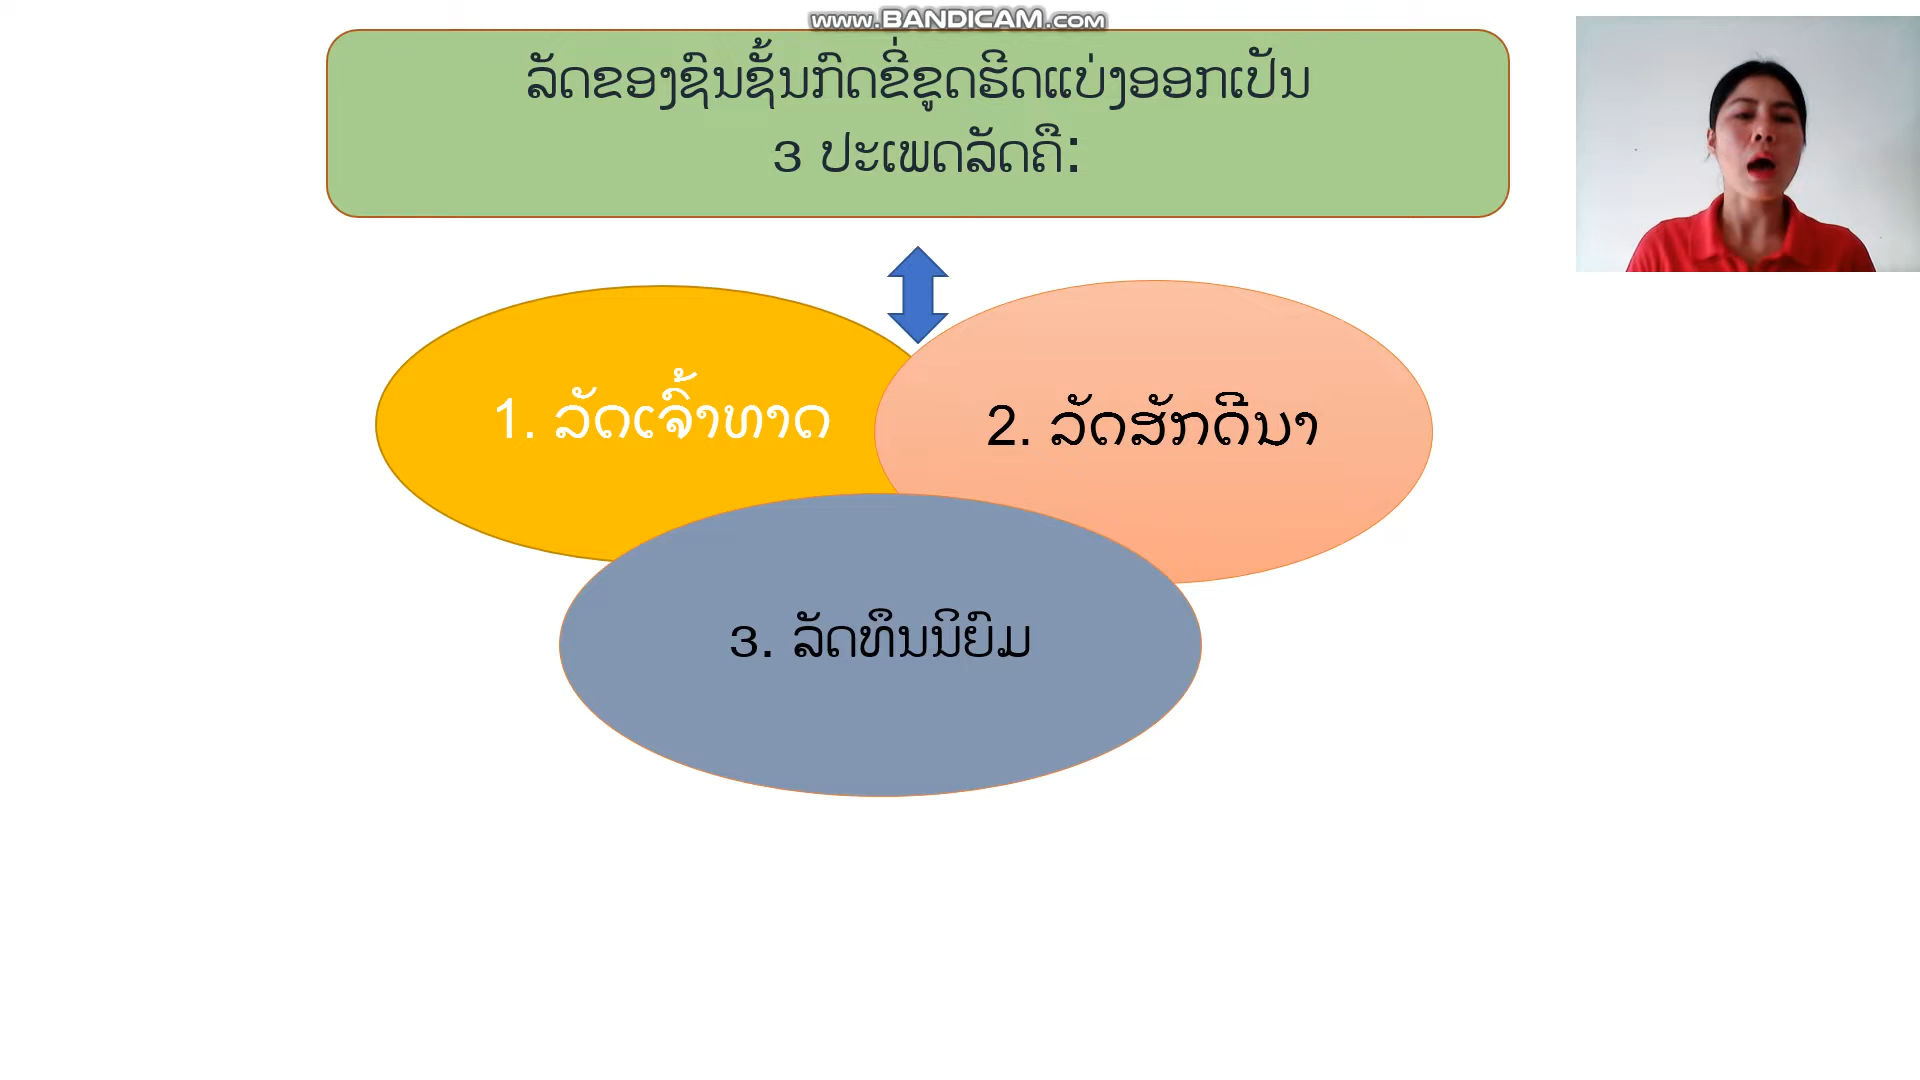 www.BANDICAM.com
ລັດຂອງຊົນຊັ້ນກົດຂີ່ຂູດຮີດແບ່ງອອກເປັນ
3 ປະເພດລັດຄື:
1. ລັດເຈົ້າທາດ
2. ລັດສັກດີນາ
3. ລັດທຶນນິຍົມ